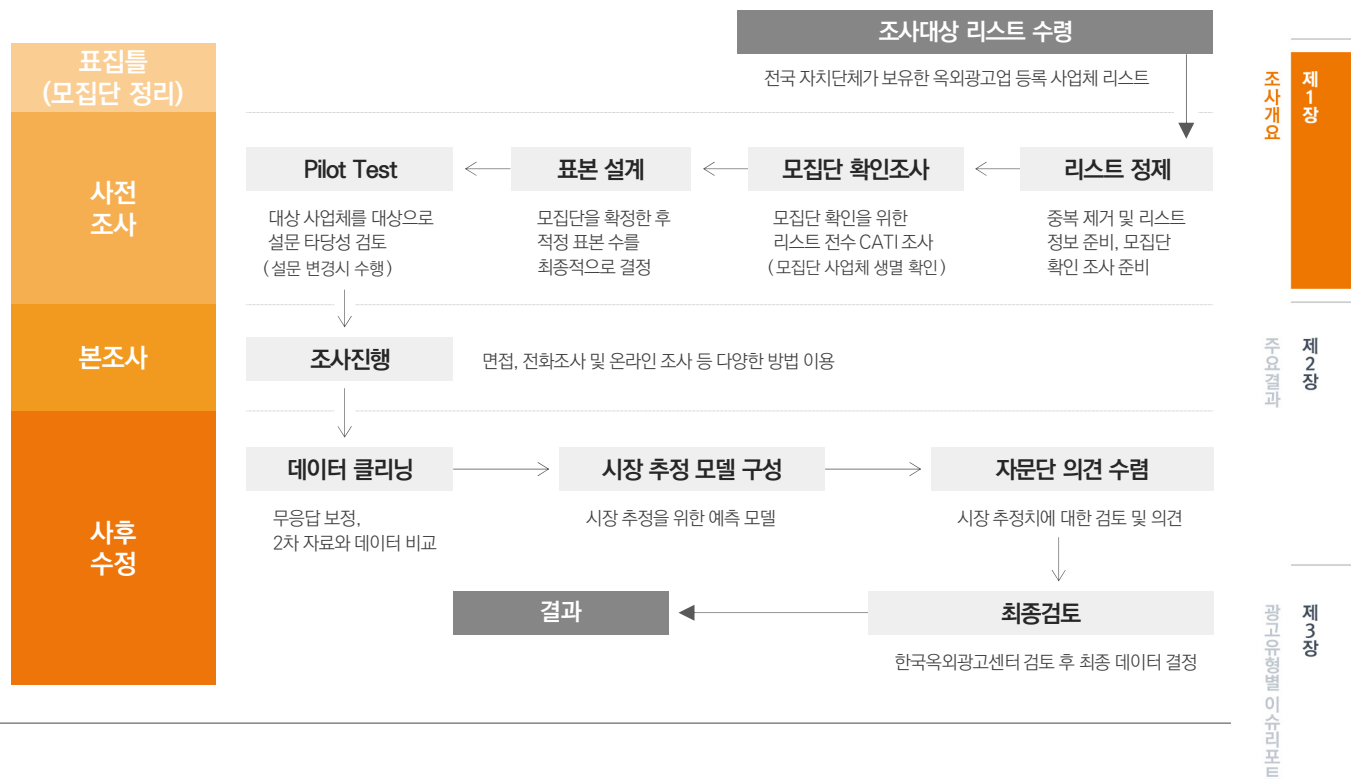 조사대상 리스트 수령
전국 자치단체가 보유한 옥외광고업 등록 사업체 리스트
표집틀
(모집단 정리)
사전
조사
Pilot Test
대상 사업체를 대상으로
설문 타당성 검토
(설문 변경시 수행)
표본 설계
모집단을 확정한 후
적정 표본 수를
최종적으로 결정
모집단 확인조사
모집단 확인을 위한
리스트 전수 CATI 조사
(모집단 사업체 생멸 확인)
리스트 정제
중복 제거 및 리스트
정보 준비, 모집단
확인 조사 준비
본조사
조사진행
면접, 전화조사 및 온라인 조사 등 다양한 방법 이용
사후
수정
데이터 클리닝
무응답 보정,
2차 자료와 데이터 비교
시장 추정 모델 구성
시장 추정을 위한 예측 모델
자문단 의견 수렴
시장 추정치에 대한 검토 및 의견
결과
최종검토
한국옥외광고센터 검토 후 최종 데이터 결정
제1장
조사개요
제2장
주요결과
제3장
광고유형별 이슈리포트